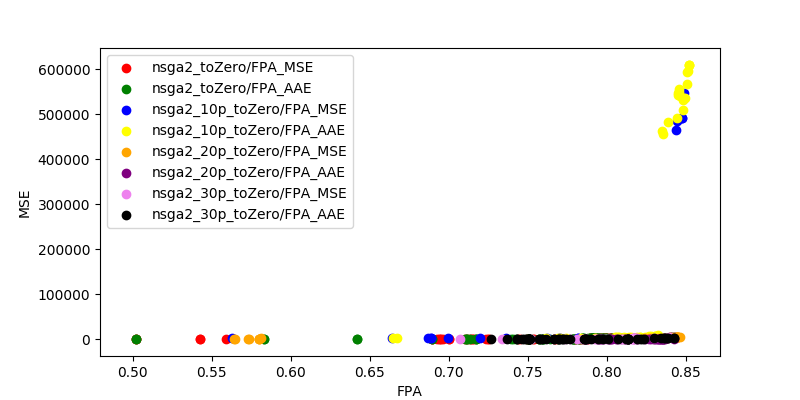 600000
500000
400000
300000
200000
100000
0
MSE
nsga2_toZero/FPA_MSE
nsga2_toZero/FPA_AAE
nsga2_10p_toZero/FPA_MSE
nsga2_10p_toZero/FPA_AAE
nsga2_20p_toZero/FPA_MSE
nsga2_20p_toZero/FPA_AAE
nsga2_30p_toZero/FPA_MSE
nsga2_30p_toZero/FPA_AAE
0.50 0.55 0.60 0.65 0.70 0.75 0.80 0.85
FPA